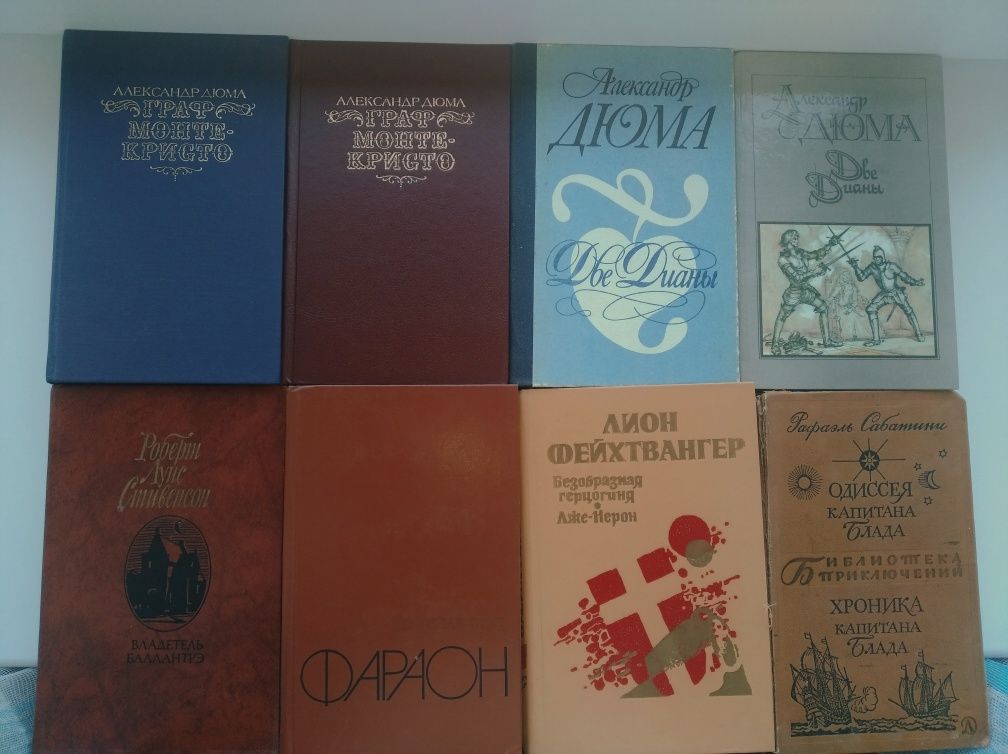 АЛЕКСАНДР ДЮМА
ГРАФ
МОНТЕ-
КРИСТО
АЛЕКСАНДР ДЮМА
ГРАФ
МОНТЕ-
КРИСТО
Александр
ДЮМА
Две Дианы
Александр
ДЮМА
Две
Дианы
Роберт
Луис
Стивенсон
ВЛАДЕТЕЛЬ
БАЛЛАНТРЭ
ФАРАОН
ЛИОН
ФЕЙХТВАНГЕР
Безобразная
герцогиня
Лже-Нерон
Рафаэль Сабатини
ОДИССЕЯ
КАПИТАНА
БЛАДА
БИБЛИОТЕКА
ПРИКЛЮЧЕНИЙ
ХРОНИКА
КАПИТАНА
БЛАДА